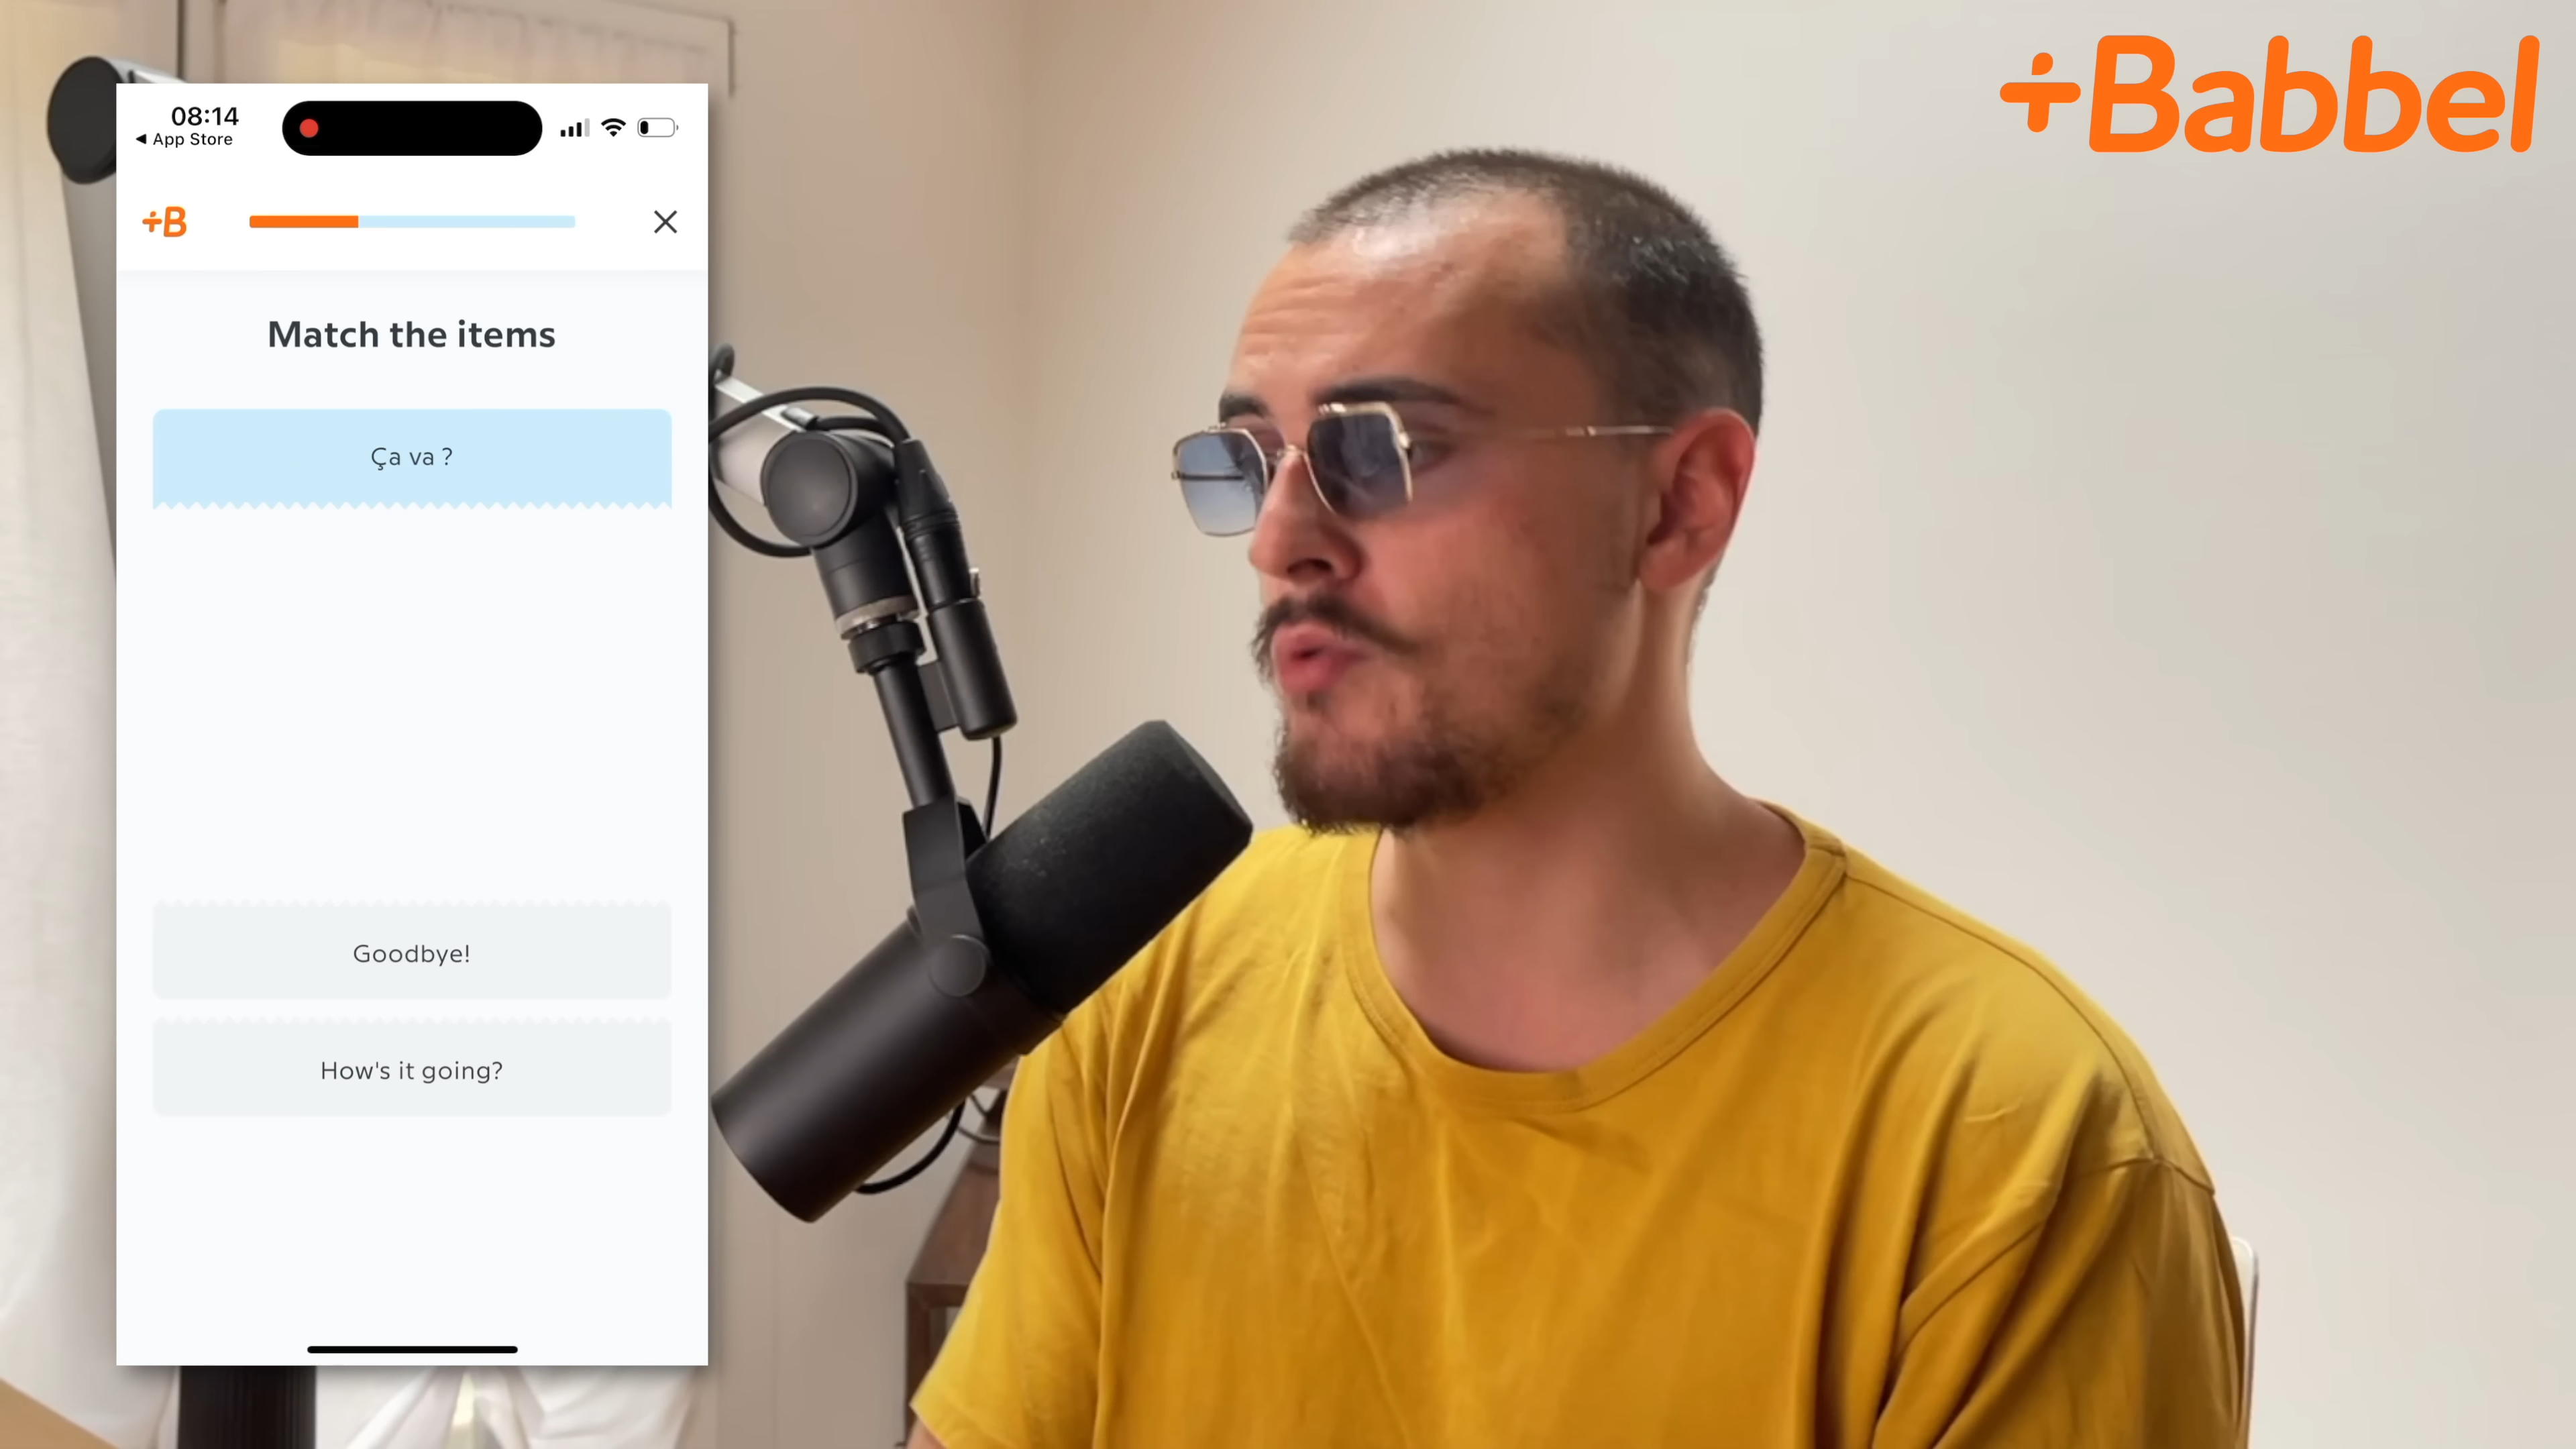 08:14
App Store
+B
Match the items
Ça va ?
Goodbye!
How's it going?
+Babbel